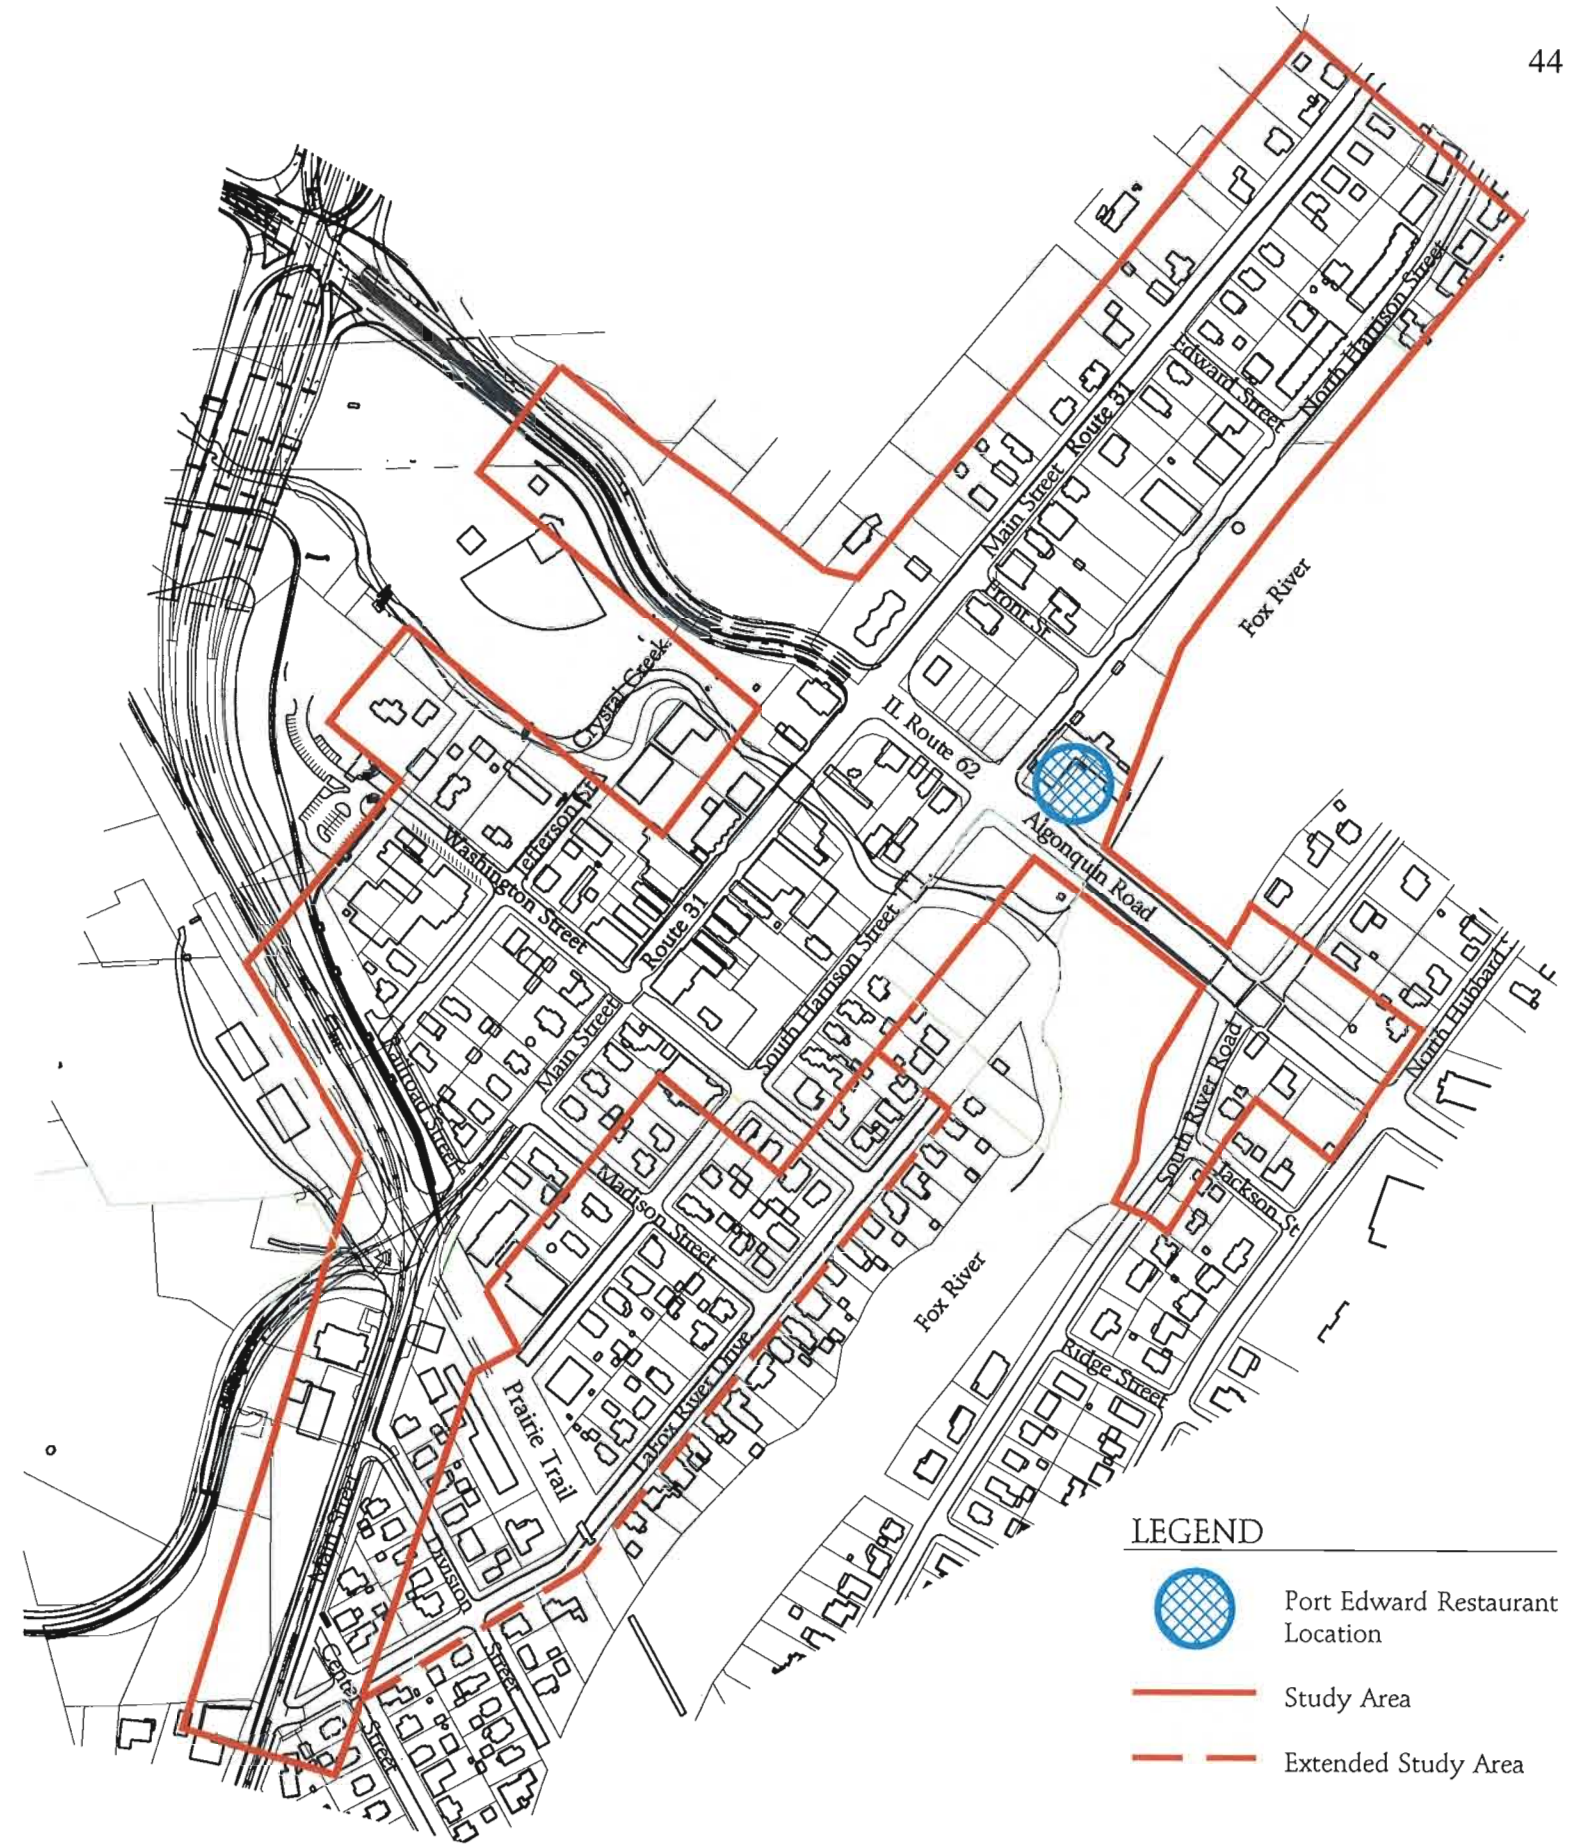 44
North Harrison Street
Edward Street
Main Street Route 31
Fox River
Front St
Crystal Creek
IL Route 62
Algonquin Road
Jefferson St
Washington Street
Route 31
South Harrison Street
North Hubbard S
Main Street
Railroad Street
South River Road
Jackson St
Madison Street
Fox River
Ridge Street
LaFox River Drive
Prairie Trail
Main Street
Division
Street
Center
Street
LEGEND
Port Edward Restaurant
Location
Study Area
Extended Study Area